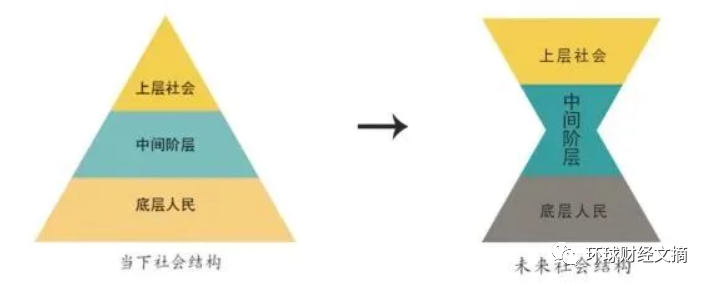 上层社会
中间阶层
底层人民
当下社会结构
上层社会
中间阶层
底层人民
未来社会结构
环球财经文摘